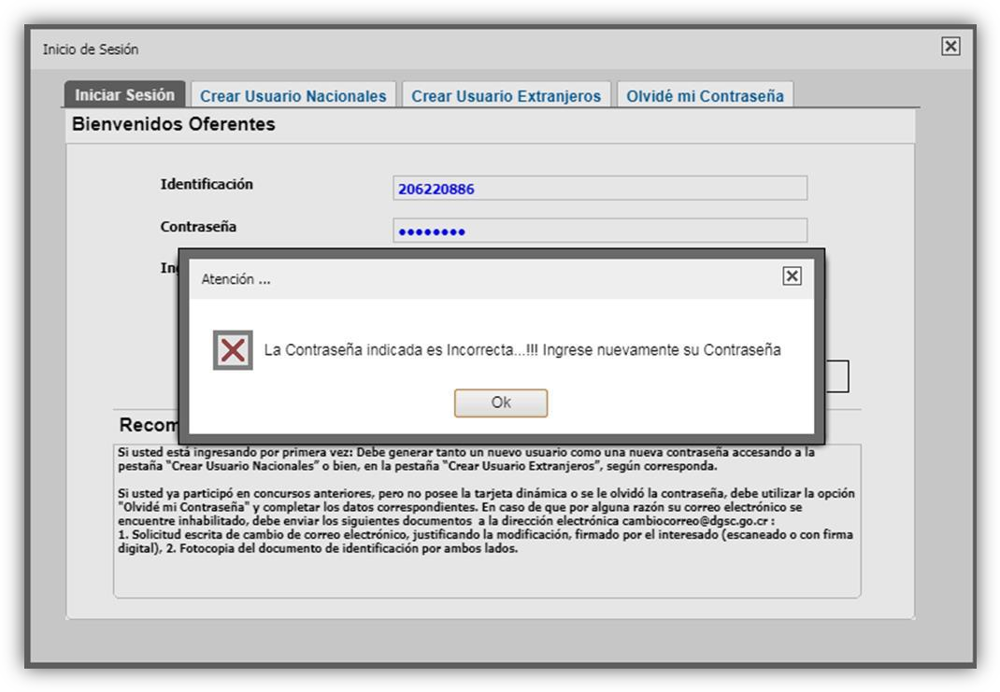 Inicio de Sesión
Iniciar Sesión
Crear Usuario Nacionales
Crear Usuario Extranjeros
Olvidé mi Contraseña
Bienvenidos Oferentes
Identificación
206220886
Contraseña
••••••••
Atención ...
La Contraseña indicada es Incorrecta...!!! Ingrese nuevamente su Contraseña
Ok
Si usted está ingresando por primera vez: Debe generar tanto un nuevo usuario como una nueva contraseña accesando a la
pestaña "Crear Usuario Nacionales" o bien, en la pestaña "Crear Usuario Extranjeros", según corresponda.
Si usted ya participó en concursos anteriores, pero no posee la tarjeta dinámica o se le olvidó la contraseña, debe utilizar la opción
"Olvidé mi Contraseña" y completar los datos correspondientes. En caso de que por alguna razón su correo electrónico se
encuentre inhabilitado, debe enviar los siguientes documentos  a la dirección electrónica cambiocorreo@dgsc.go.cr :
1. Solicitud escrita de cambio de correo electrónico, justificando la modificación, firmado por el interesado (escaneado o con firma
digital), 2. Fotocopia del documento de identificación por ambos lados.